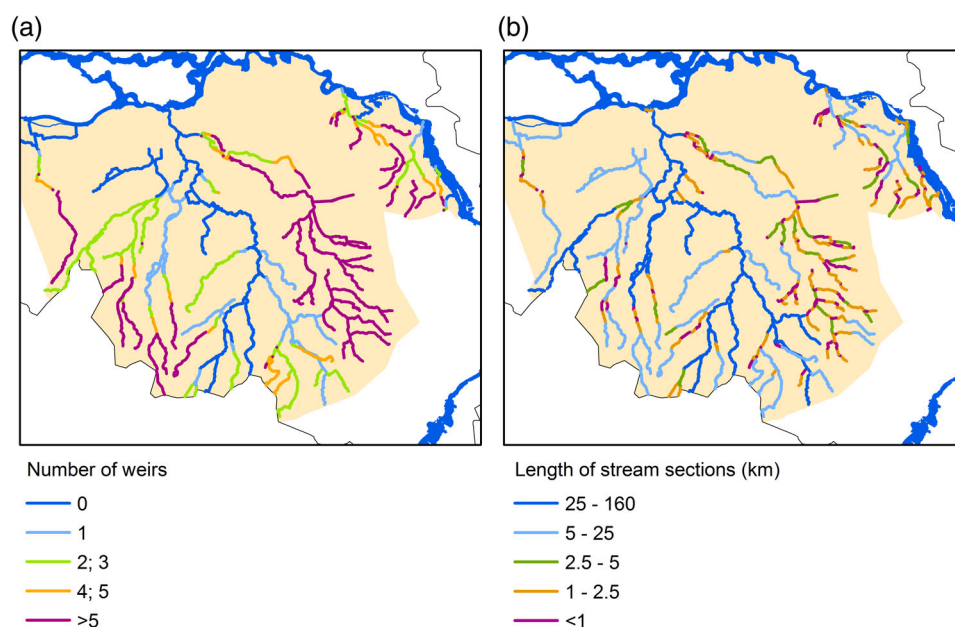 (a)
(b)
Number of weirs
0
1
2; 3
4; 5
>5
Length of stream sections (km)
25 - 160
5 - 25
2.5 - 5
1 - 2.5
<1